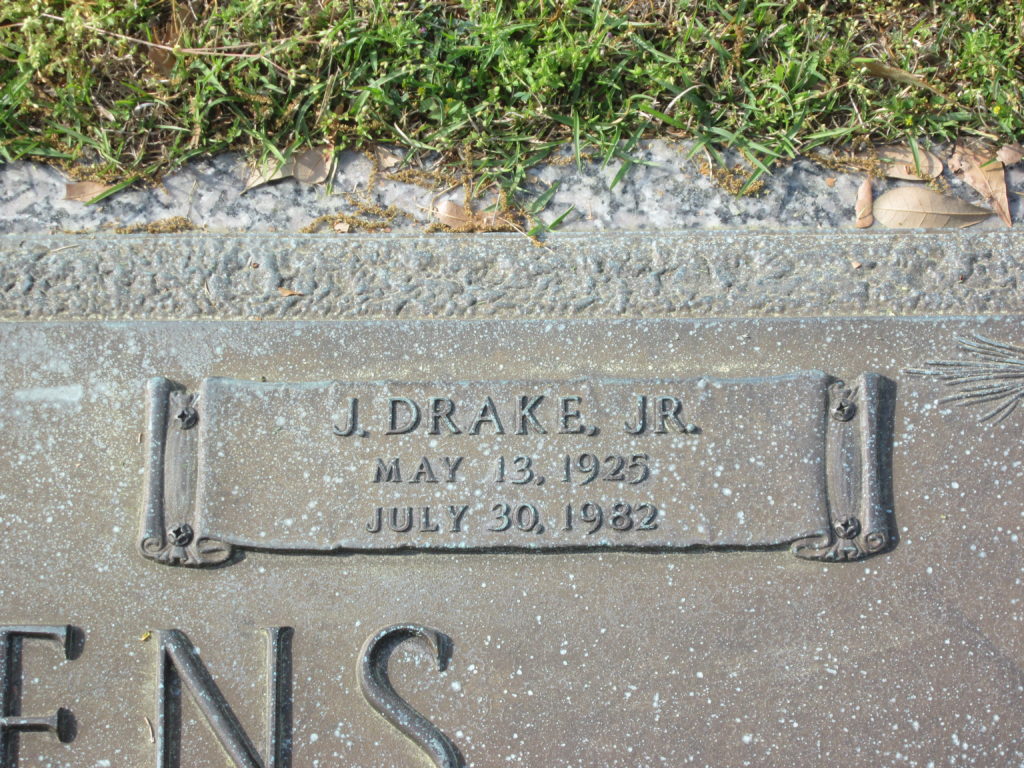 J. DRAKE, JR.
MAY 13, 1925
JULY 30, 1982
ENS